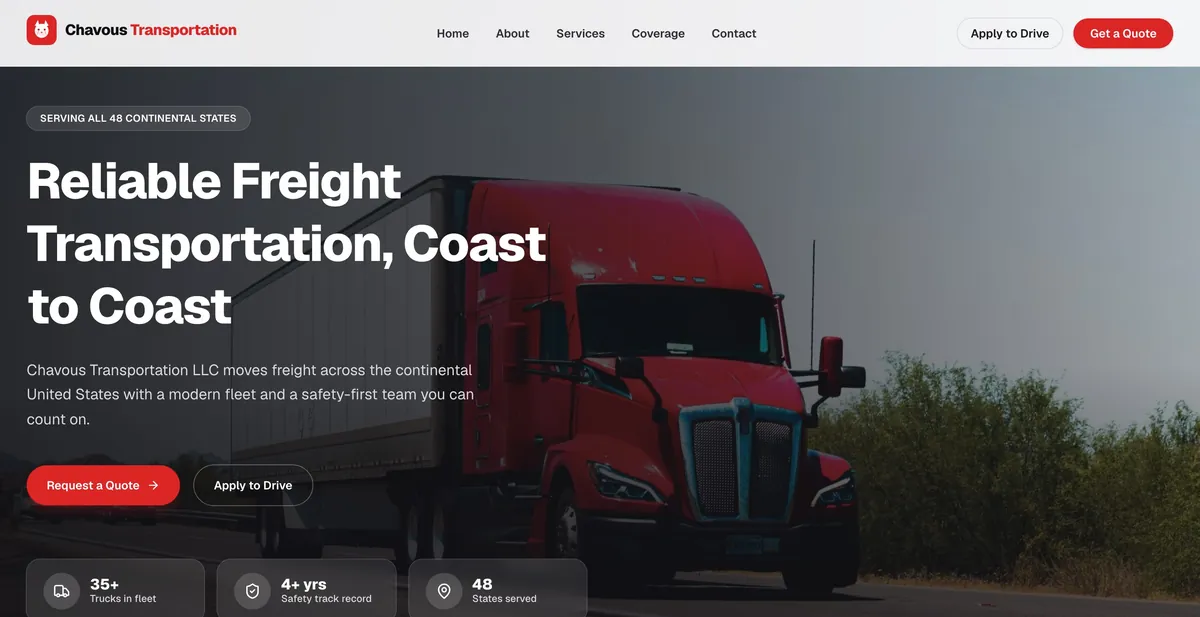 Chavous Transportation
Home
About
Services
Coverage
Contact
Apply to Drive
Get a Quote
SERVING ALL 48 CONTINENTAL STATES
Reliable Freight
Transportation, Coast
to Coast
Chavous Transportation LLC moves freight across the continental
United States with a modern fleet and a safety-first team you can
count on.
Request a Quote
Apply to Drive
35+
Trucks in fleet
4+ yrs
Safety track record
48
States served